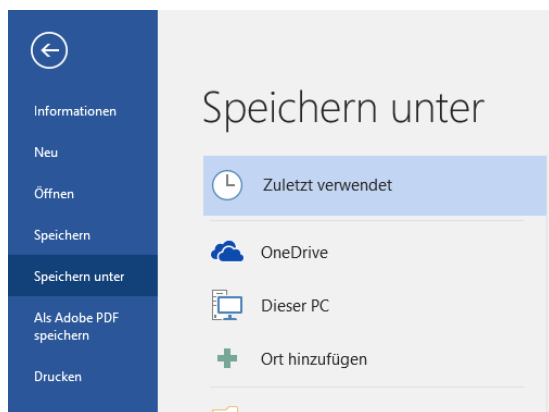 Informationen
Neu
Öffnen
Speichern
Speichern unter
Als Adobe PDF
speichern
Drucken
Speichern unter
Zuletzt verwendet
OneDrive
Dieser PC
Ort hinzufügen